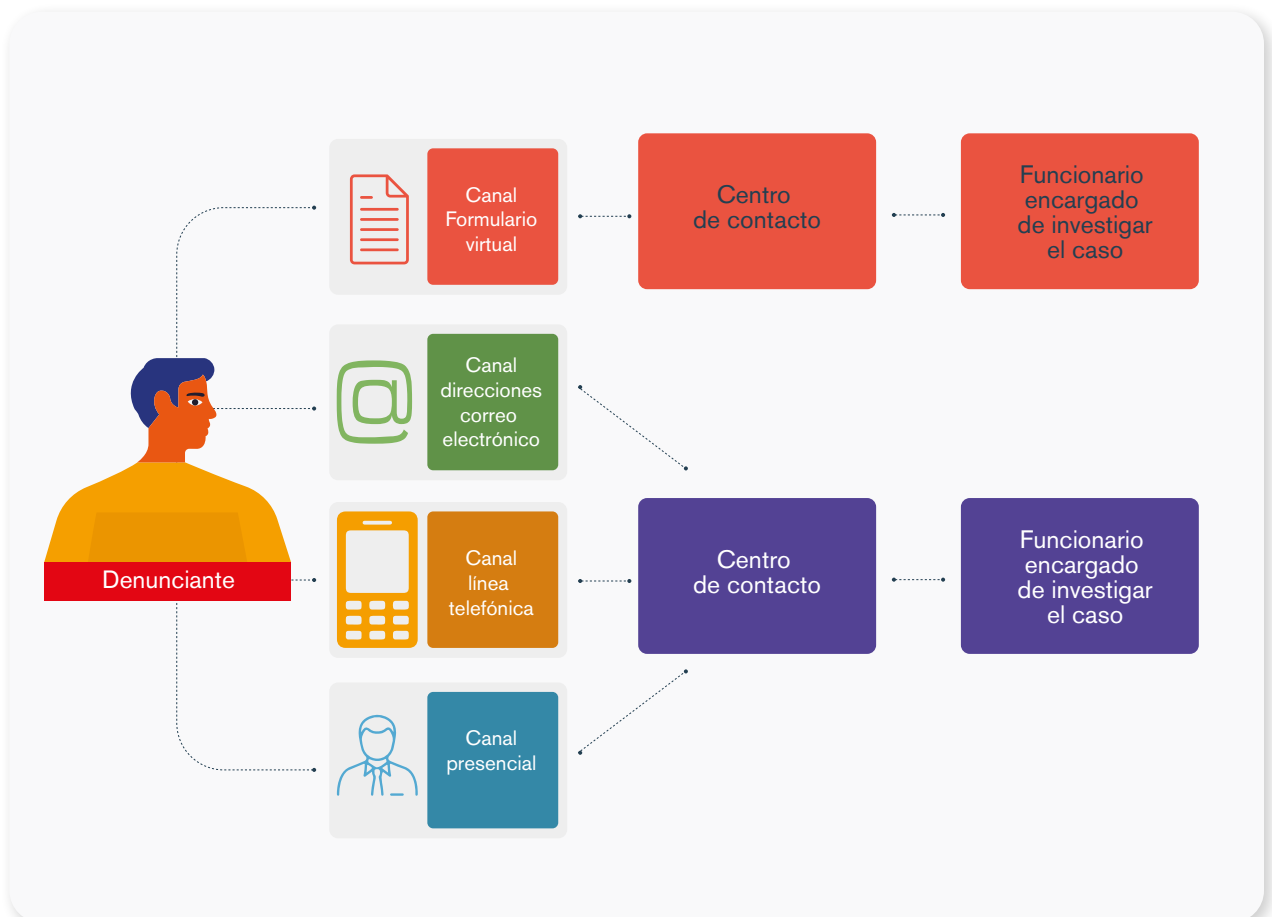 Canal
Formulario
virtual
Centro
de contacto
Funcionario
encargado
de investigar
el caso
Canal
direcciones
correo
electrónico
Denunciante
Canal
línea
telefónica
Centro
de contacto
Funcionario
encargado
de investigar
el caso
Canal
presencial